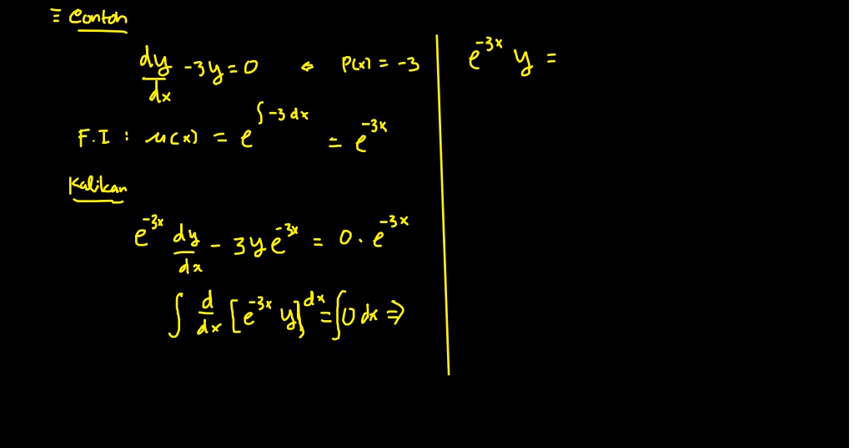 ≡ Contoh
dy/dx - 3y = 0 ⇐ P(x) = -3
F.I : μ(x) = e^{∫ -3 dx} = e^{-3x}
Kalikan
e^{-3x} dy/dx - 3y e^{-3x} = 0 · e^{-3x}
∫ d/dx [e^{-3x} y] dx = ∫ 0 dx ⇒
e^{-3x} y =